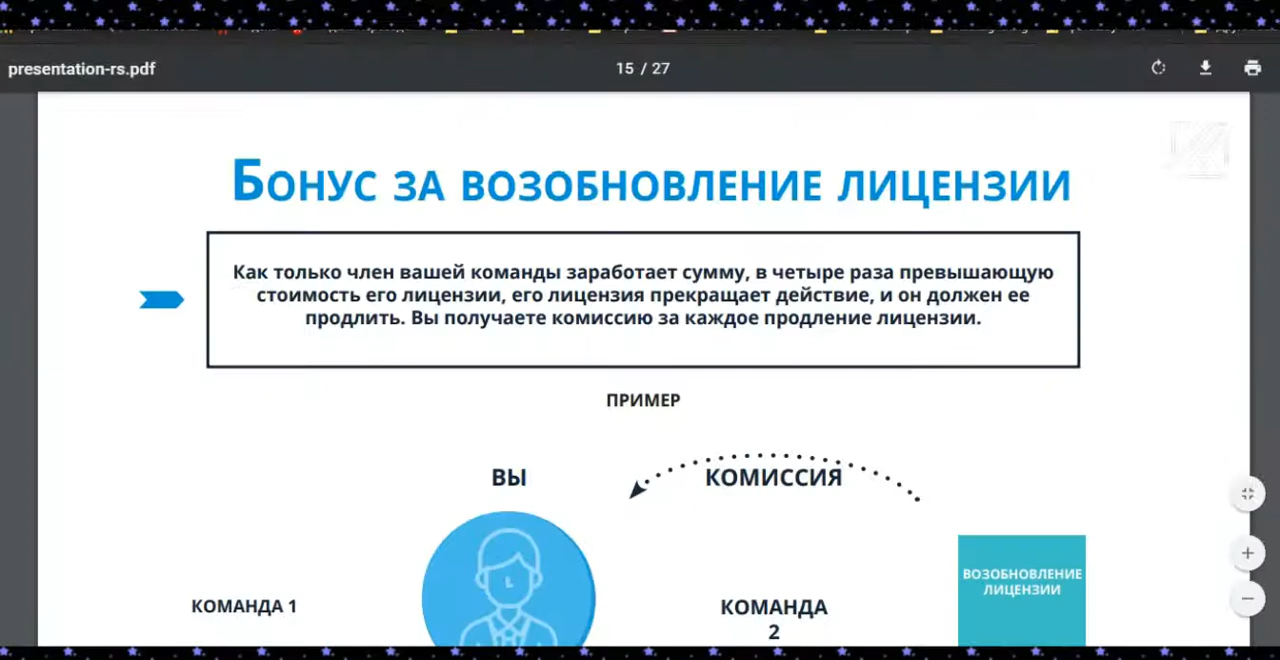 presentation-rs.pdf
15 / 27
Бонус за возобновление лицензии
Как только член вашей команды заработает сумму, в четыре раза превышающую
стоимость его лицензии, его лицензия прекращает действие, и он должен ее
продлить. Вы получаете комиссию за каждое продление лицензии.
ПРИМЕР
ВЫ
КОМИССИЯ
L
ВОЗОБНОВЛЕНИЕ
ЛИЦЕНЗИИ
КОМАНДА 1
КОМАНДА
2